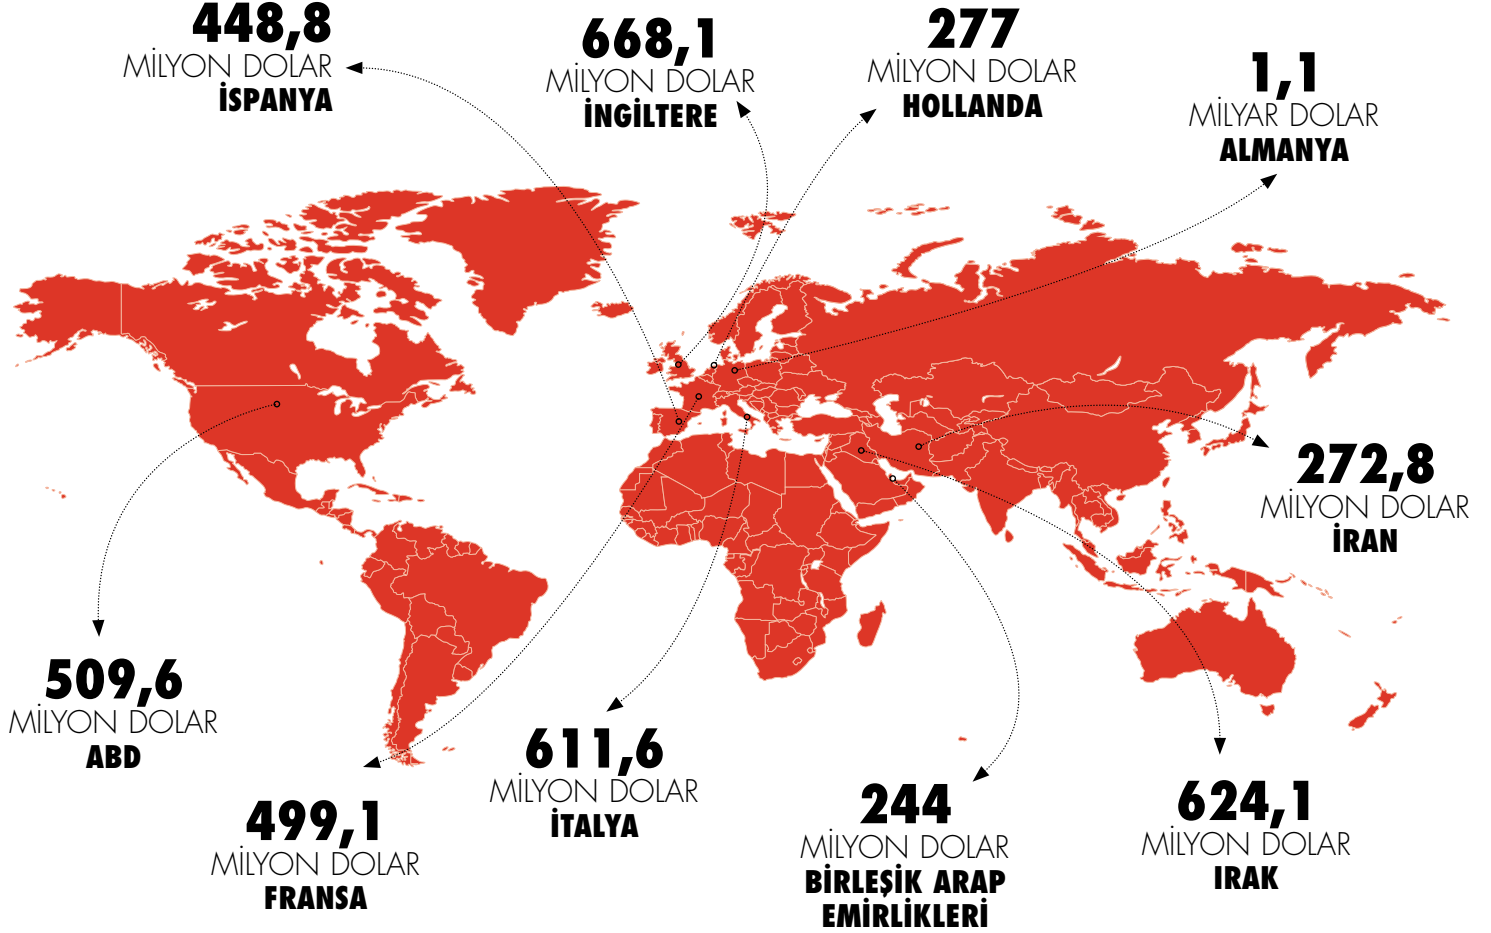 448,8
MİLYON DOLAR
İSPANYA
668,1
MİLYON DOLAR
İNGİLTERE
277
MİLYON DOLAR
HOLLANDA
1,1
MİLYAR DOLAR
ALMANYA
272,8
MİLYON DOLAR
İRAN
509,6
MİLYON DOLAR
ABD
499,1
MİLYON DOLAR
FRANSA
611,6
MİLYON DOLAR
İTALYA
244
MİLYON DOLAR
BİRLEŞİK ARAP
EMİRLİKLERİ
624,1
MİLYON DOLAR
IRAK